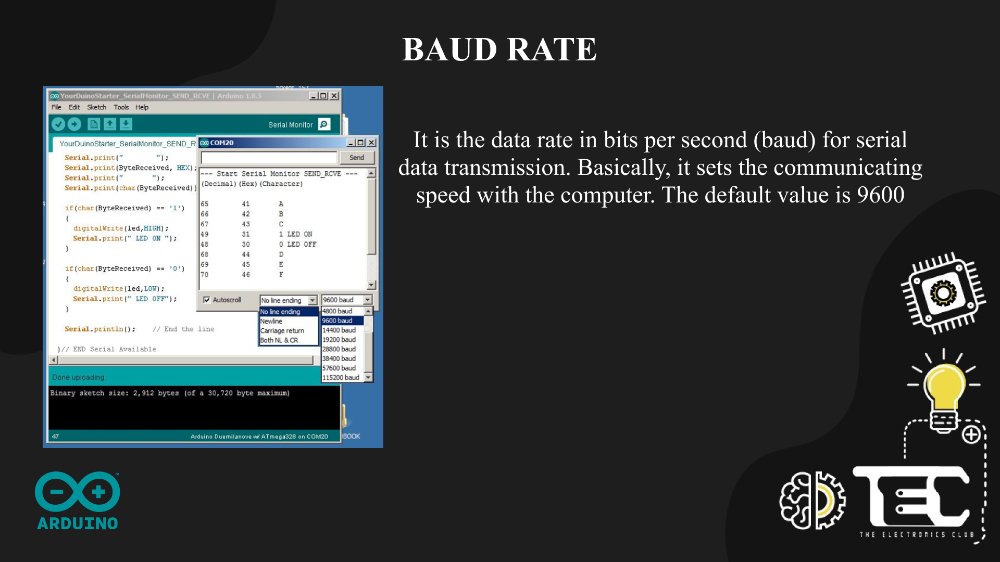 BAUD RATE
It is the data rate in bits per second (baud) for serial
data transmission. Basically, it sets the communicating
speed with the computer. The default value is 9600
YourDuinoStarter_SerialMonitor_SEND_RCVE | Arduino 1.0.3
File Edit Sketch Tools Help
Serial Monitor
YourDuinoStarter_SerialMonitor_SEND_R
Serial.print("        ");
Serial.print(ByteReceived, HEX);
Serial.print("       ");
Serial.print(char(ByteReceived))
if(char(ByteReceived) == '1')
{
digitalWrite(led,HIGH);
Serial.print(" LED ON ");
}
if(char(ByteReceived) == '0')
{
digitalWrite(led,LOW);
Serial.print(" LED OFF");
}
Serial.println();    // End the line
}// END Serial Available
Done uploading.
Binary sketch size: 2,912 bytes (of a 30,720 byte maximum)
47
Arduino Duemilanove w/ ATmega328 on COM20
COM20
Send
--- Start Serial Monitor SEND_RCVE ---
(Decimal)(Hex)(Character)
65 41 A
66 42 B
67 43 C
49 31 1 LED ON
48 30 0 LED OFF
68 44 D
69 45 E
70 46 F
Autoscroll
No line ending
9600 baud
No line ending
Newline
Carriage return
Both NL & CR
4800 baud
9600 baud
14400 baud
19200 baud
28800 baud
38400 baud
57600 baud
115200 baud
IBOOK
ARDUINO
TM
TEC
THE ELECTRONICS CLUB